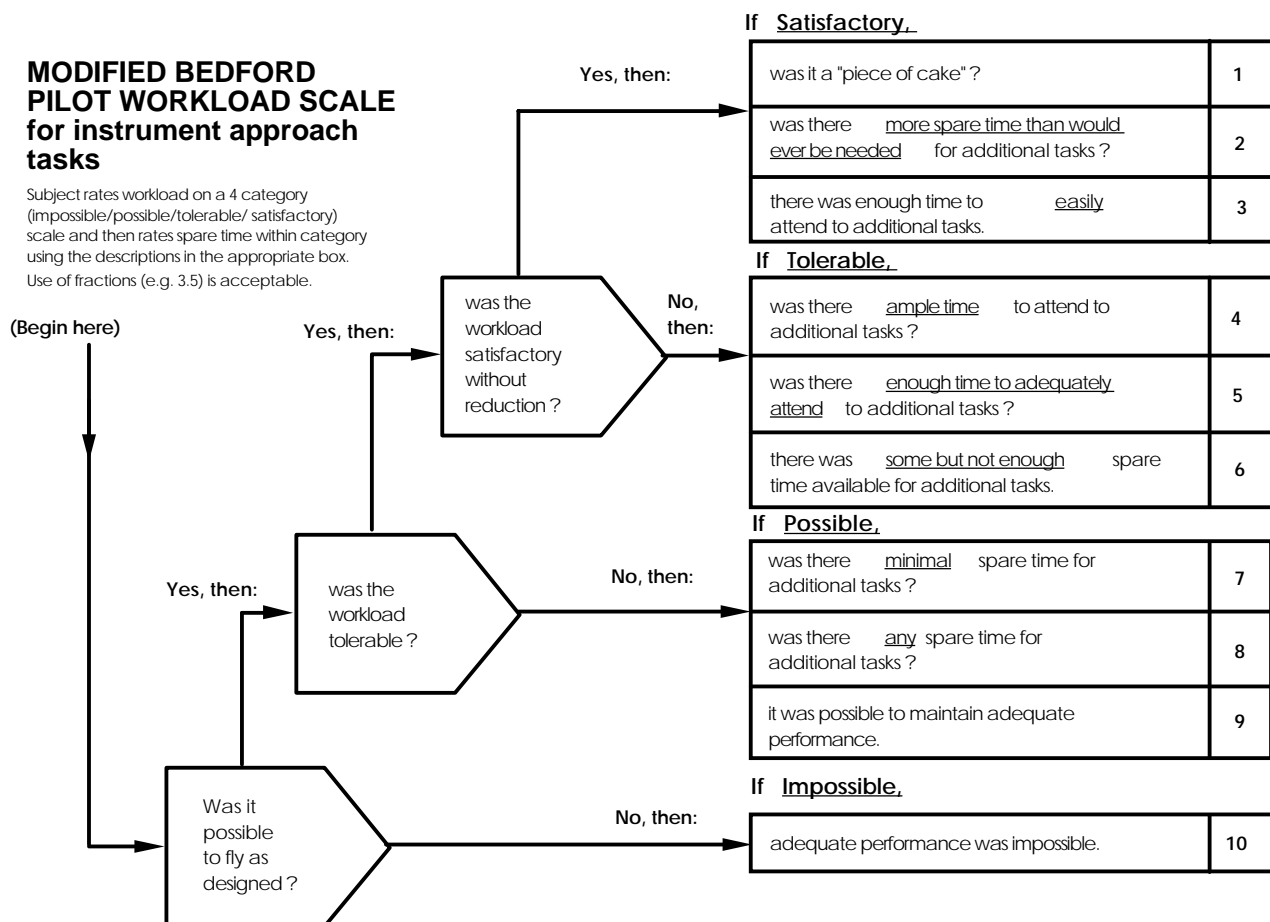 MODIFIED BEDFORD
PILOT WORKLOAD SCALE
for instrument approach
tasks
Subject rates workload on a 4 category
(impossible/possible/tolerable/ satisfactory)
scale and then rates spare time within category
using the descriptions in the appropriate box.
Use of fractions (e.g. 3.5) is acceptable.
(Begin here)
Was it
possible
to fly as
designed ?
Yes, then:
No, then:
was the
workload
tolerable ?
Yes, then:
No, then:
was the
workload
satisfactory
without
reduction ?
Yes, then:
No,
then:
If Satisfactory,
was it a "piece of cake" ?
1
was there more spare time than would
ever be needed for additional tasks ?
2
there was enough time to easily
attend to additional tasks.
3
If Tolerable,
was there ample time to attend to
additional tasks ?
4
was there enough time to adequately
attend to additional tasks ?
5
there was some but not enough spare
time available for additional tasks.
6
If Possible,
was there minimal spare time for
additional tasks ?
7
was there any spare time for
additional tasks ?
8
it was possible to maintain adequate
performance.
9
If Impossible,
adequate performance was impossible.
10